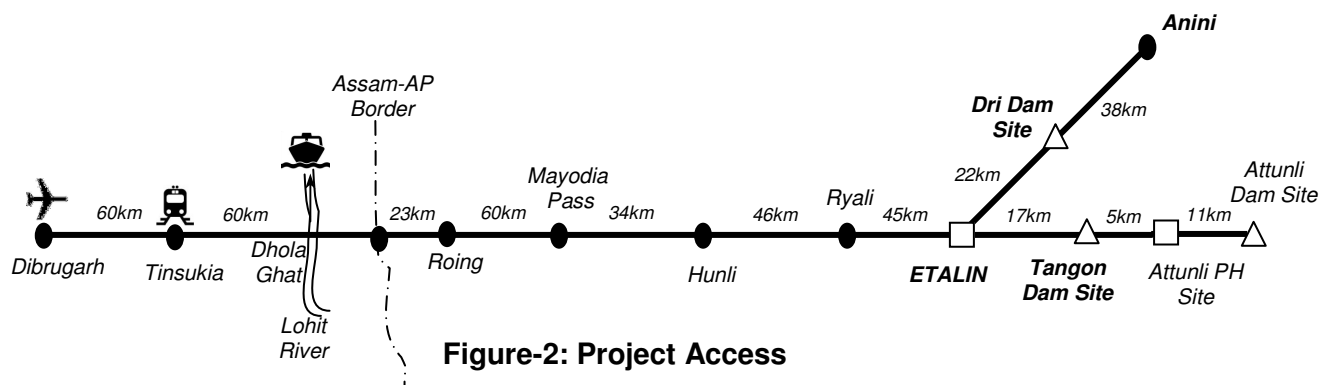 Anini
Assam-AP
Border
Dri Dam
Site
38km
Mayodia
Pass
Attunli
Dam Site
22km
Ryali
60km
60km
23km
60km
34km
46km
45km
17km
5km
11km
Dibrugarh
Tinsukia
Dhola
Ghat
Roing
Hunli
ETALIN
Tangon
Dam Site
Attunli PH
Site
Lohit
River
Figure-2: Project Access